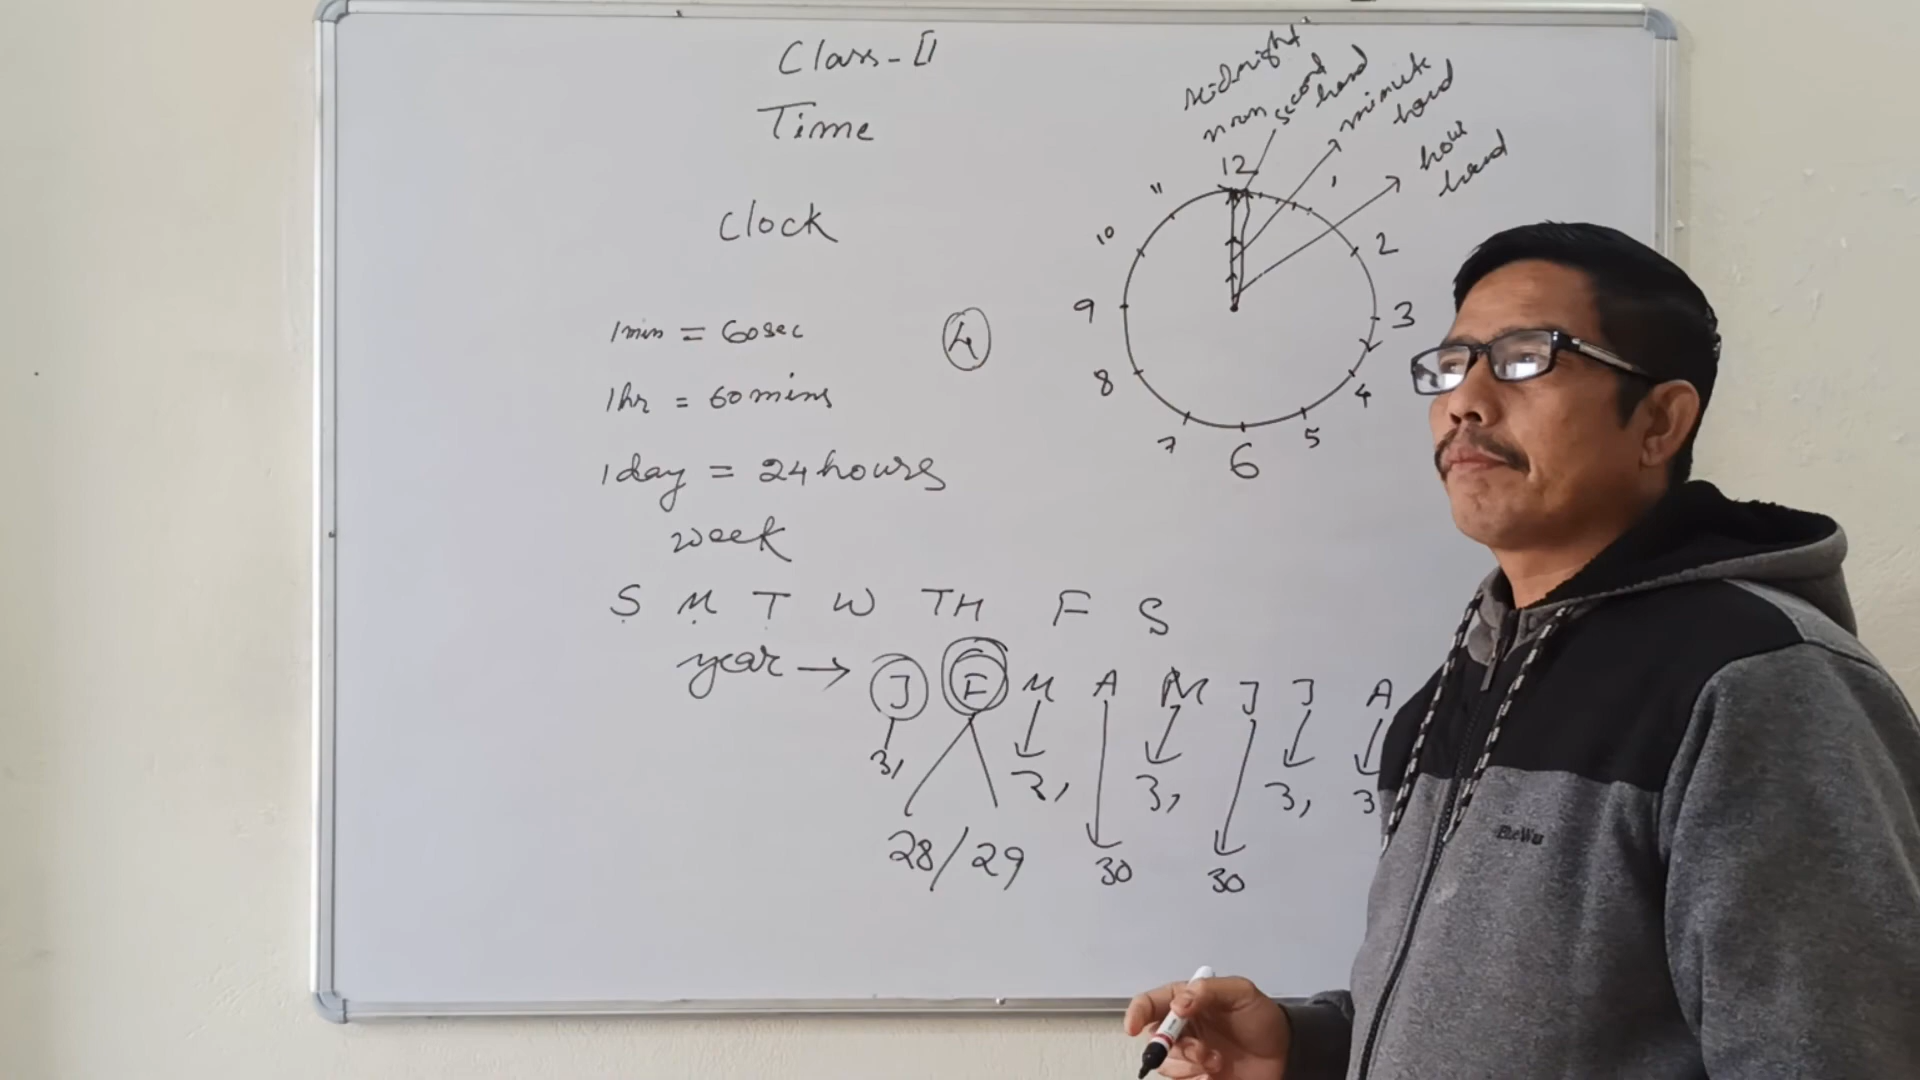 Class-II
Time
Clock
1min = 60sec
1hr = 60mins
1day = 24hours
week
S M T W TH F S
year → J F M A M J J A
31 28/29 31 30 31 30 31 3
4
midnight
noon
second hand
minute hand
hour hand
12
1
2
3
4
5
6
7
8
9
10
11